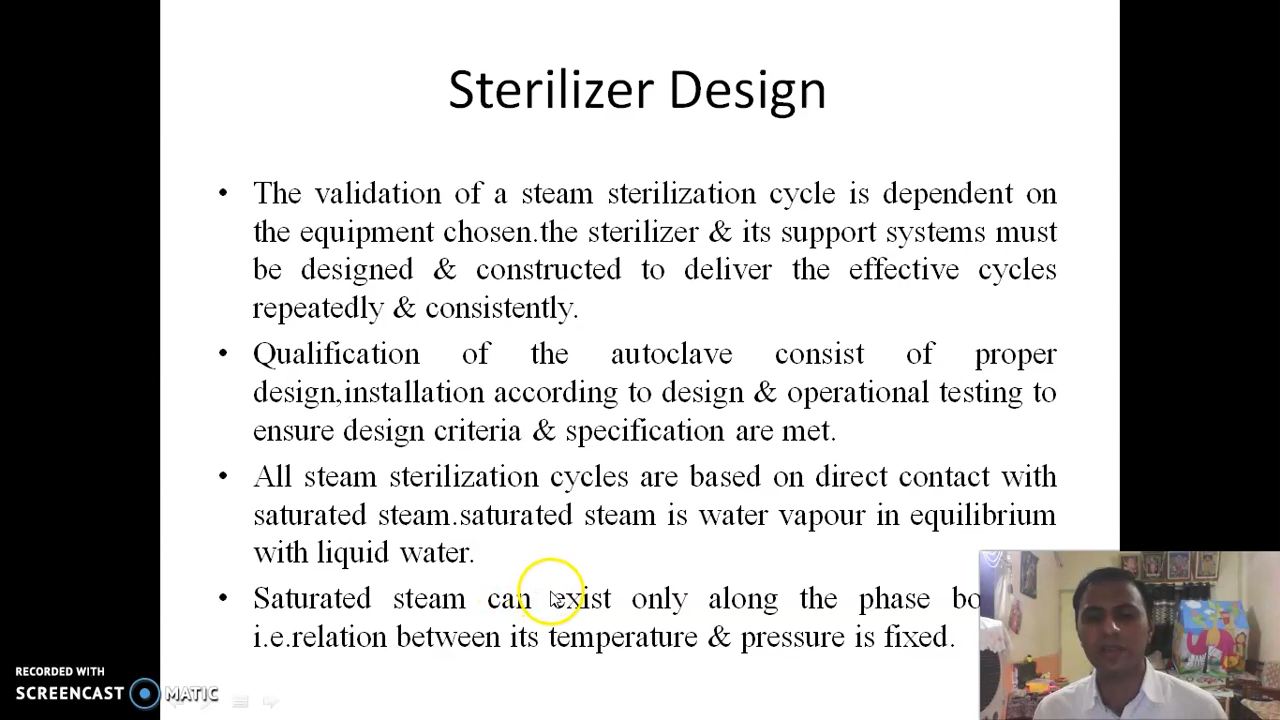 Sterilizer Design
• The validation of a steam sterilization cycle is dependent on
the equipment chosen.the sterilizer & its support systems must
be designed & constructed to deliver the effective cycles
repeatedly & consistently.
• Qualification of the autoclave consist of proper
design,installation according to design & operational testing to
ensure design criteria & specification are met.
• All steam sterilization cycles are based on direct contact with
saturated steam.saturated steam is water vapour in equilibrium
with liquid water.
• Saturated steam can exist only along the phase
i.e.relation between its temperature & pressure is fixed.
RECORDED WITH
SCREENCAST MATIC